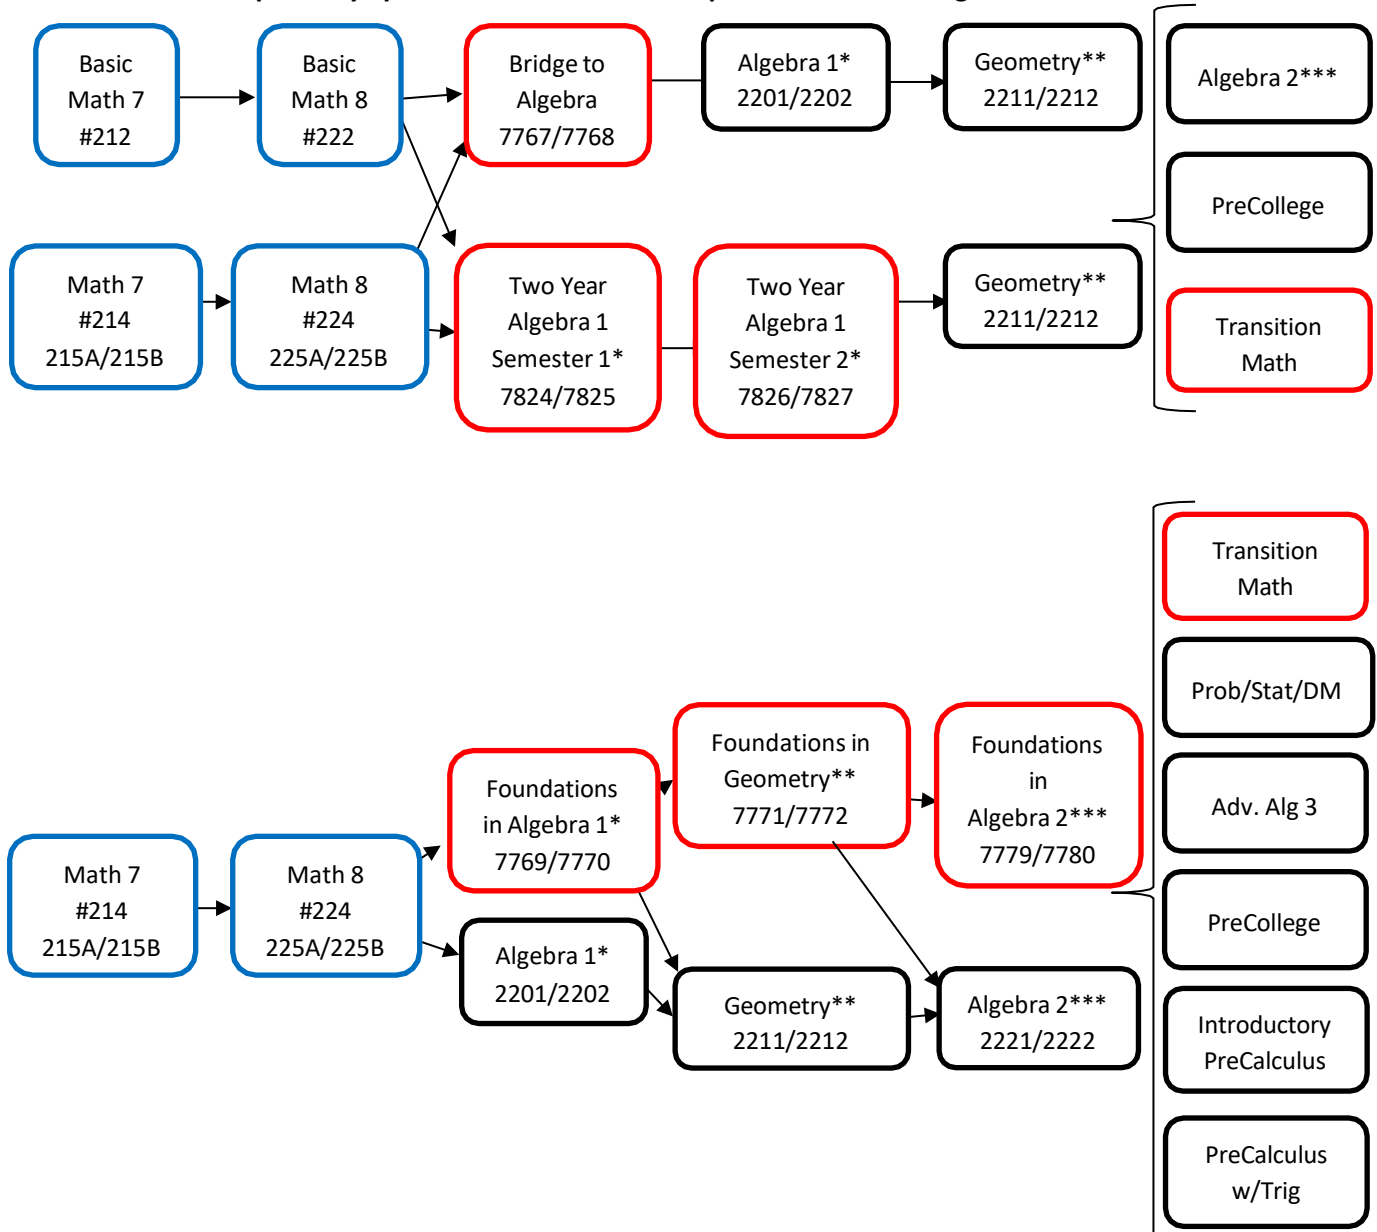 Basic
Math 7
#212
Basic
Math 8
#222
Bridge to
Algebra
7767/7768
Algebra 1*
2201/2202
Geometry**
2211/2212
Algebra 2***
PreCollege
Transition
Math
Math 7
#214
215A/215B
Math 8
#224
225A/225B
Two Year
Algebra 1
Semester 1*
7824/7825
Two Year
Algebra 1
Semester 2*
7826/7827
Geometry**
2211/2212
Transition
Math
Prob/Stat/DM
Adv. Alg 3
PreCollege
Introductory
PreCalculus
PreCalculus
w/Trig
Math 7
#214
215A/215B
Math 8
#224
225A/225B
Foundations
in Algebra 1*
7769/7770
Foundations in
Geometry**
7771/7772
Foundations
in
Algebra 2***
7779/7780
Algebra 1*
2201/2202
Geometry**
2211/2212
Algebra 2***
2221/2222